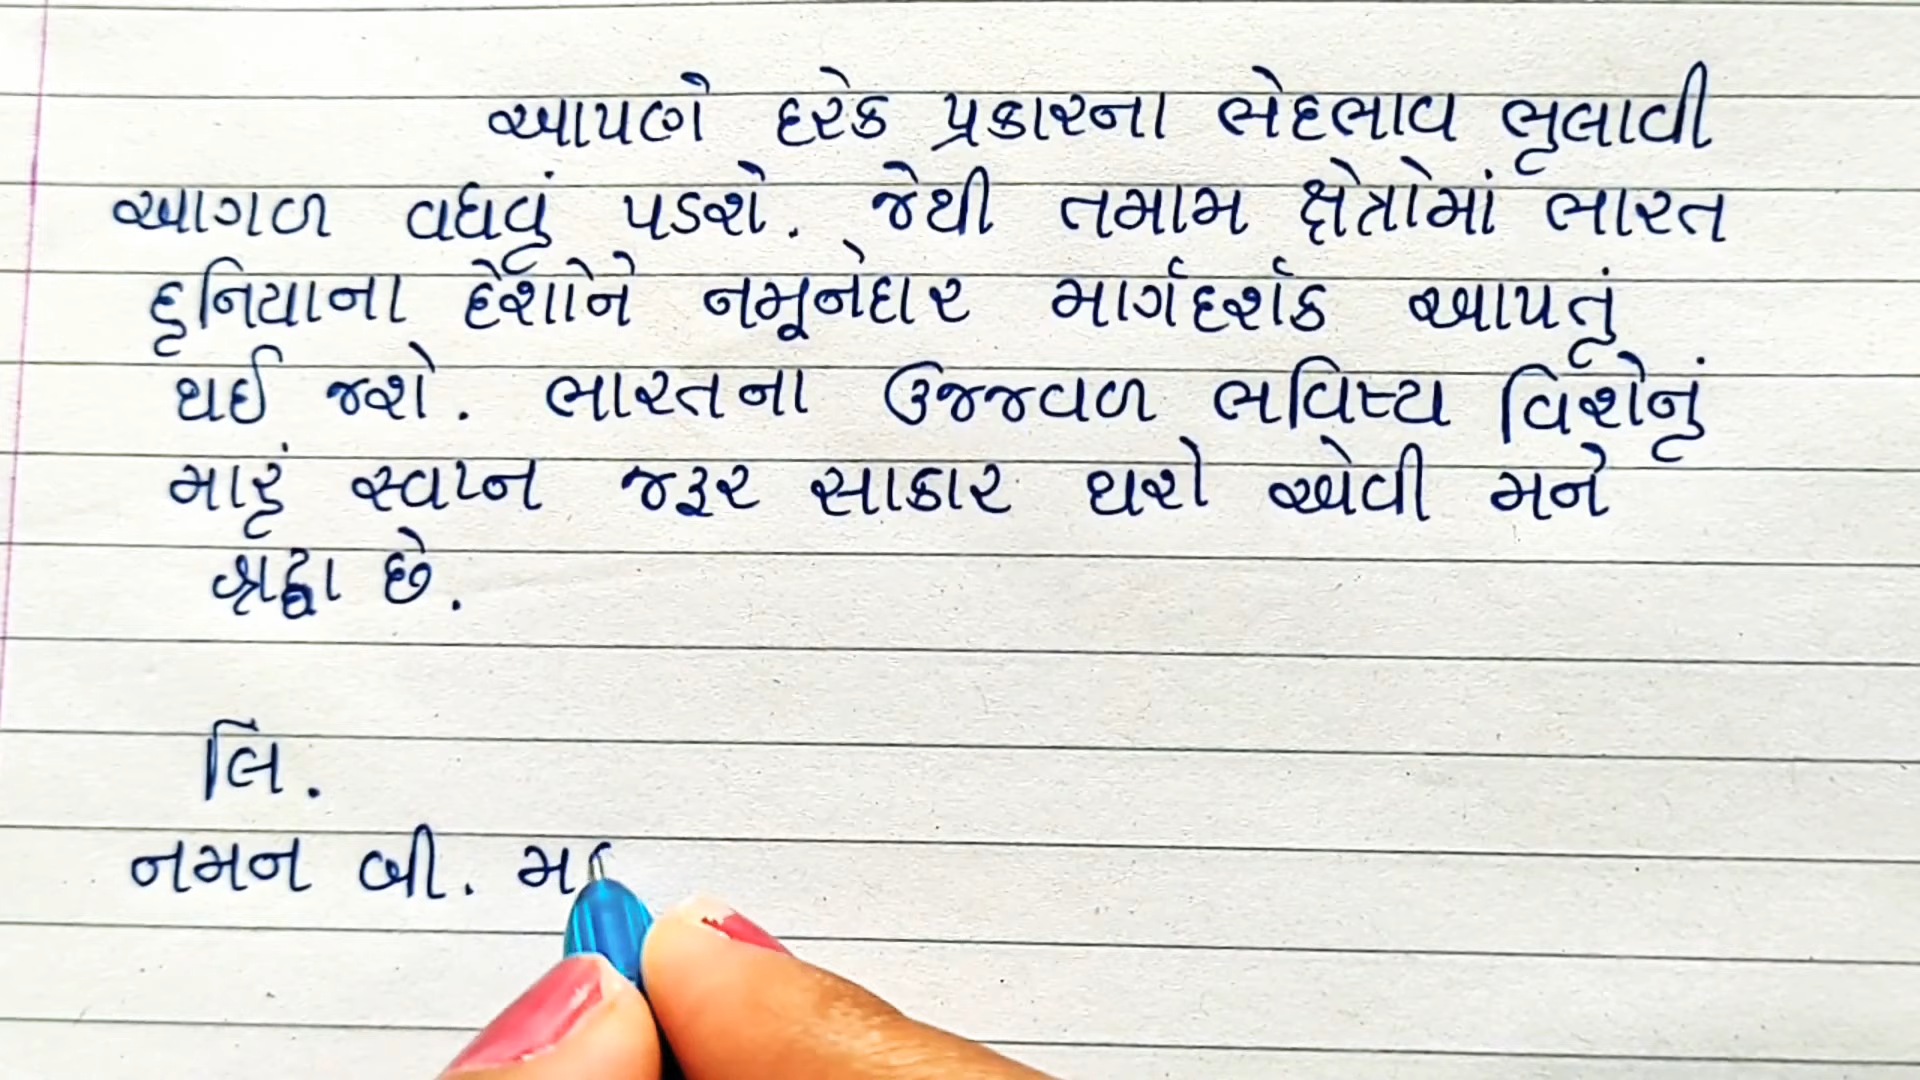 આપણે દરેક પ્રકારના ભેદભાવ ભુલાવી
આગળ વધવું પડશે. જેથી તમામ ક્ષેત્રોમાં ભારત
દુનિયાના દેશોને નમૂનેદાર માર્ગદર્શક આપતું
થઈ જશે. ભારતના ઉજ્જવળ ભવિષ્ય વિશેનું
મારું સ્વપ્ન જરૂર સાકાર થશે એવી મને
શ્રદ્ધા છે.
લિ.
નમન બી.